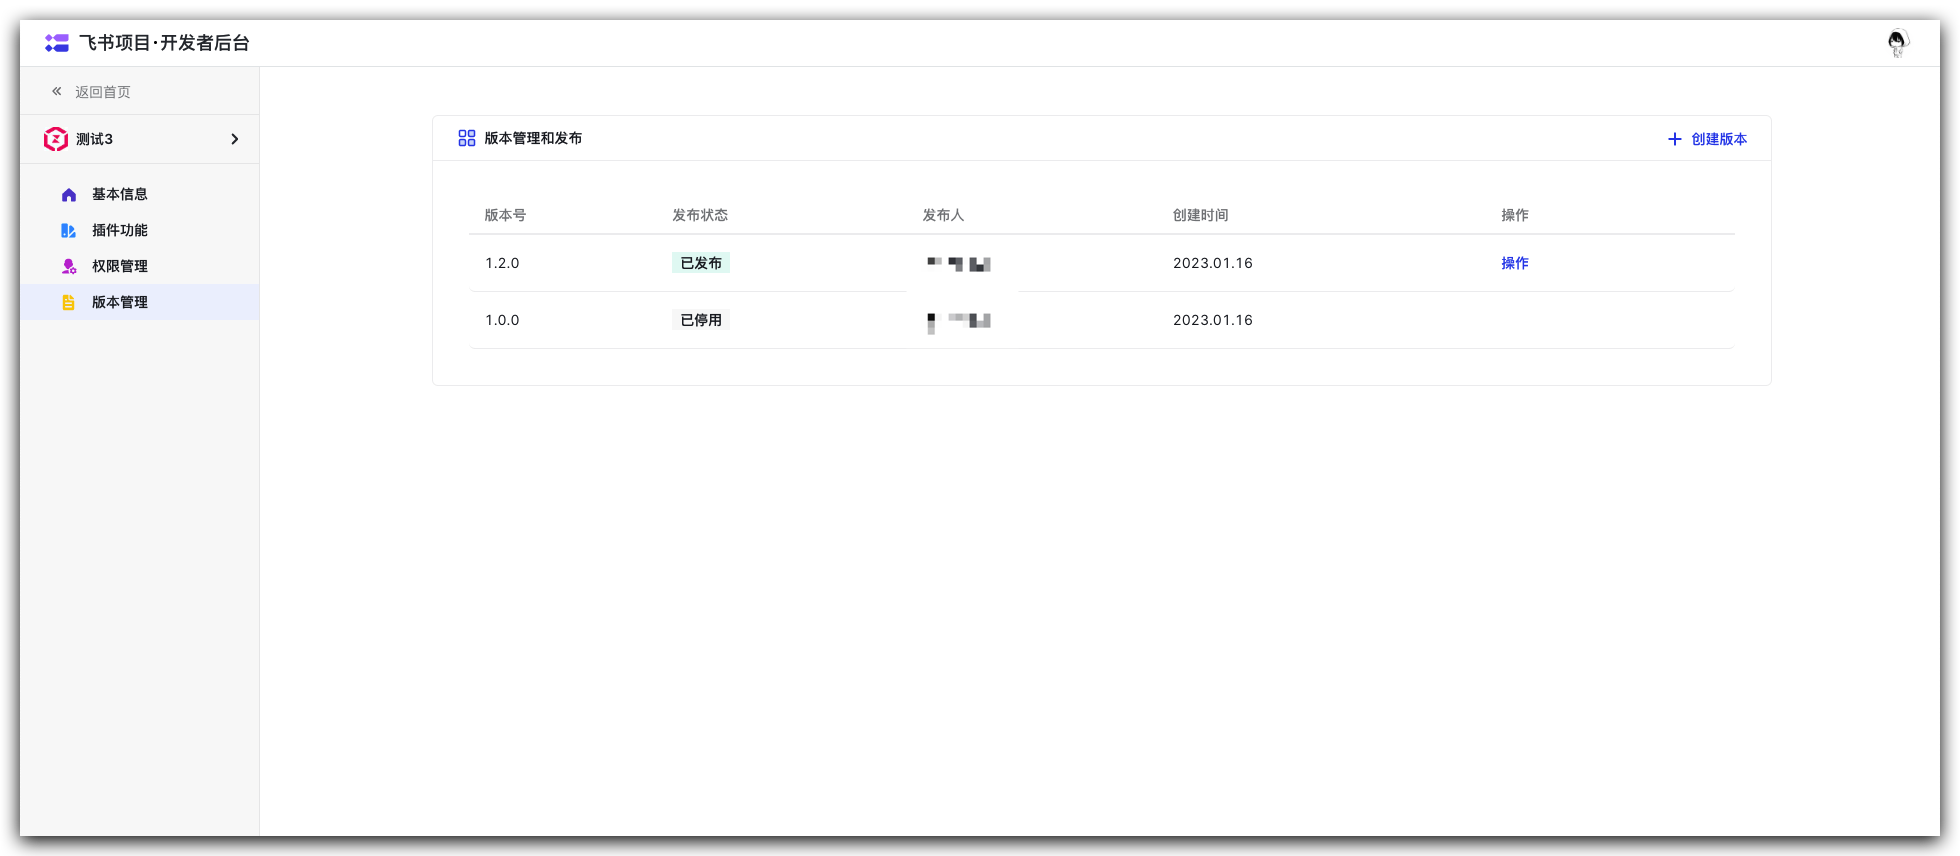 飞书项目·开发者后台
返回首页
测试3
基本信息
插件功能
权限管理
版本管理
版本管理和发布
创建版本
版本号 发布状态 发布人 创建时间 操作
1.2.0 已发布 2023.01.16 操作
1.0.0 已停用 2023.01.16